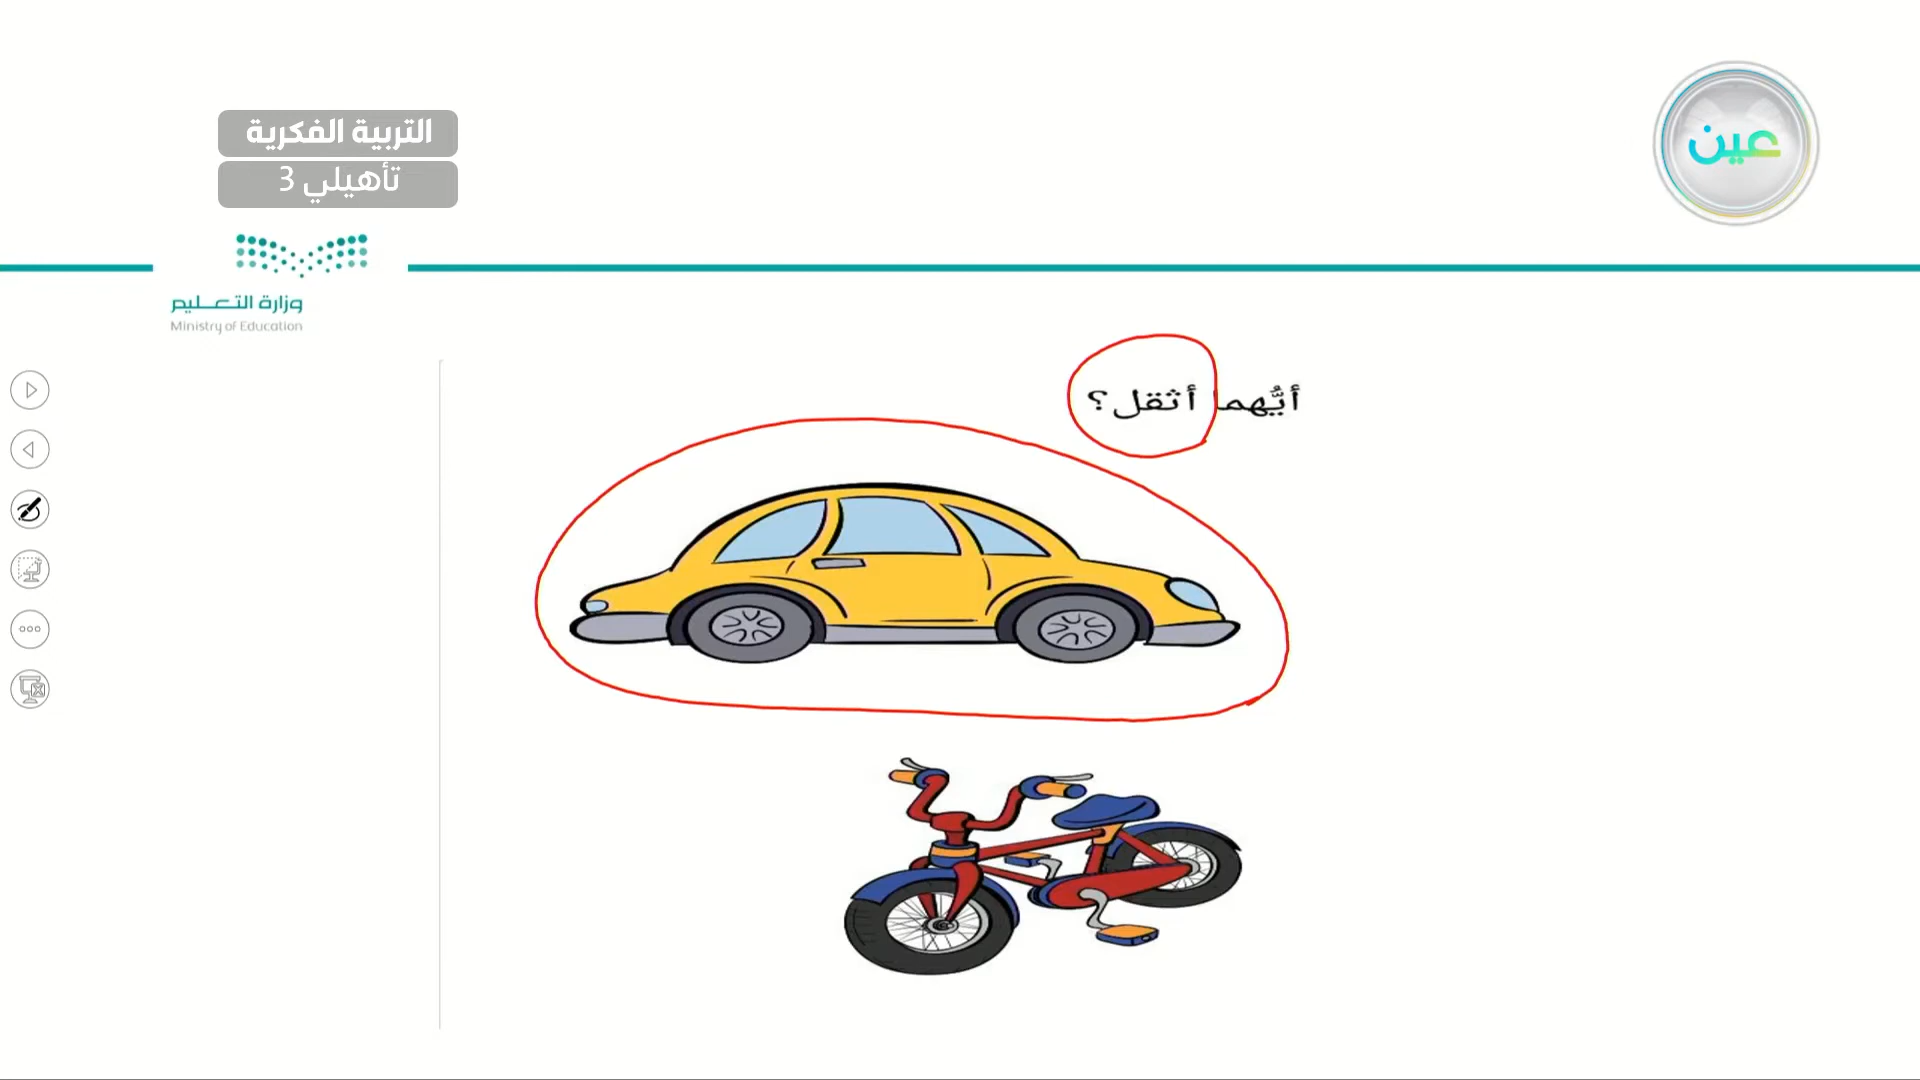 عين
التربية الفكرية
تأهيلي 3
وزارة التعليم
Ministry of Education
أيُّهما أثقل؟